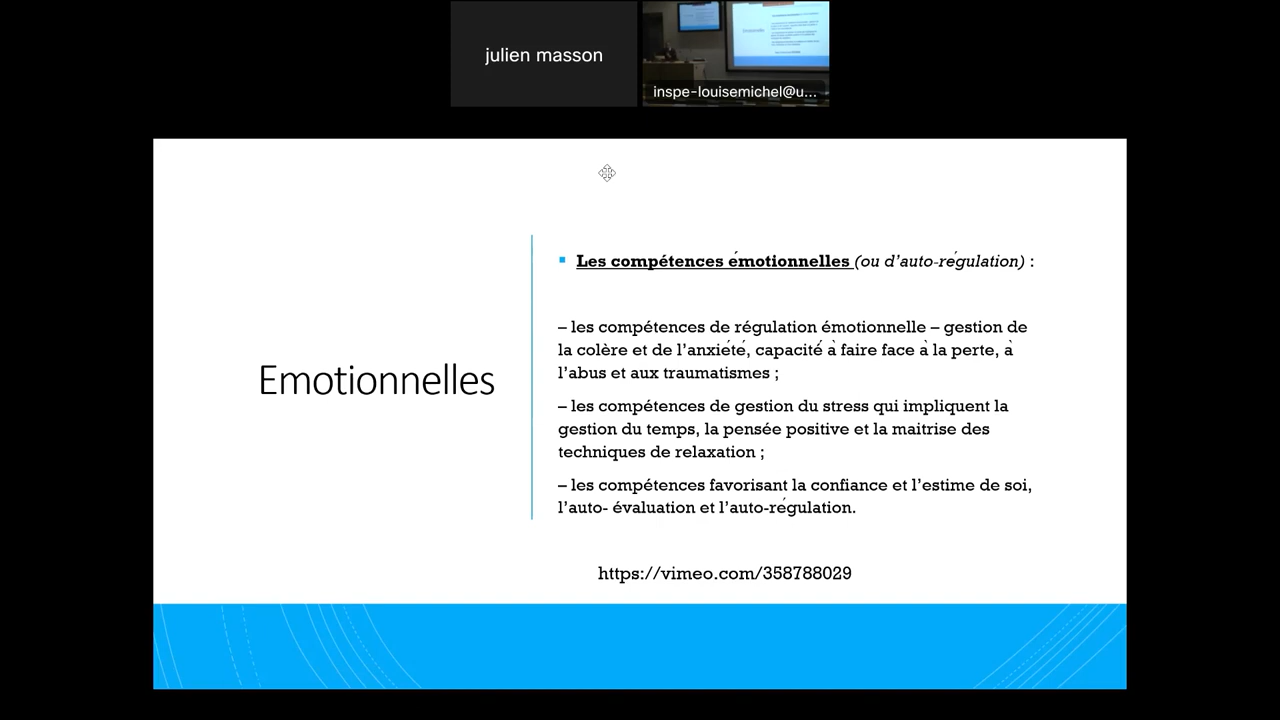 julien masson
inspe-louisemichel@u...
Emotionnelles
▪ Les compétences émotionnelles (ou d'auto-régulation) :
– les compétences de régulation émotionnelle – gestion de
la colère et de l'anxiété, capacité à faire face à la perte, à
l'abus et aux traumatismes ;
– les compétences de gestion du stress qui impliquent la
gestion du temps, la pensée positive et la maitrise des
techniques de relaxation ;
– les compétences favorisant la confiance et l'estime de soi,
l'auto- évaluation et l'auto-régulation.
https://vimeo.com/358788029